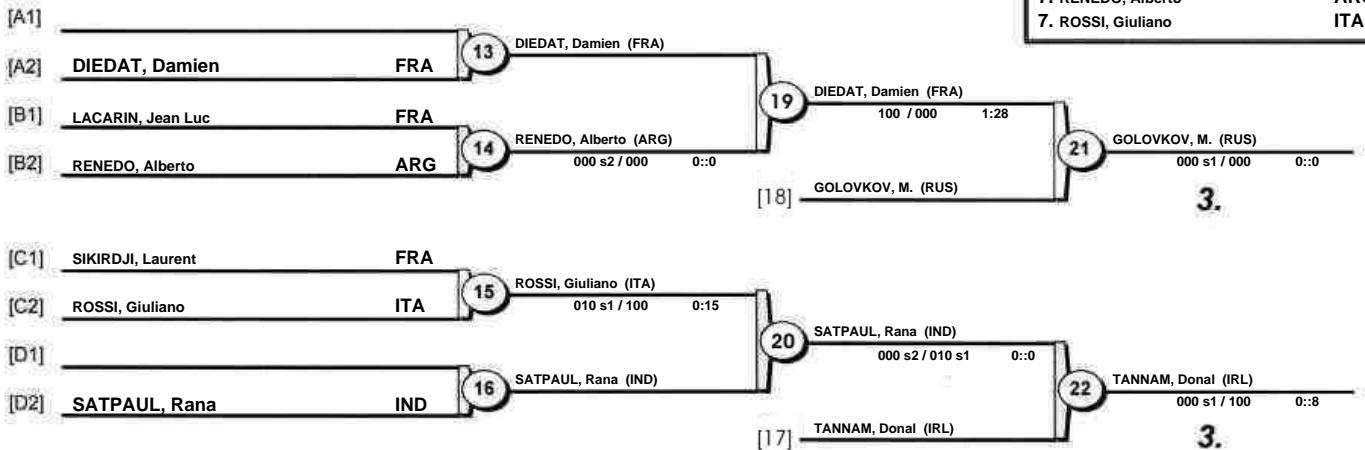 7. ROSSI, Giuliano ITA
[A1]
13 DIEDAT, Damien (FRA)
[A2] DIEDAT, Damien FRA
19 DIEDAT, Damien (FRA)
100 / 000 1:28
[B1] LACARIN, Jean Luc FRA
14 RENEDO, Alberto (ARG)
000 s2 / 000 0::0
[B2] RENEDO, Alberto ARG
21 GOLOVKOV, M. (RUS)
000 s1 / 000 0::0
[18] GOLOVKOV, M. (RUS)
3.
[C1] SIKIRDJI, Laurent FRA
15 ROSSI, Giuliano (ITA)
010 s1 / 100 0:15
[C2] ROSSI, Giuliano ITA
20 SATPAUL, Rana (IND)
000 s2 / 010 s1 0::0
[D1]
16 SATPAUL, Rana (IND)
[D2] SATPAUL, Rana IND
22 TANNAM, Donal (IRL)
000 s1 / 100 0::8
[17] TANNAM, Donal (IRL)
3.